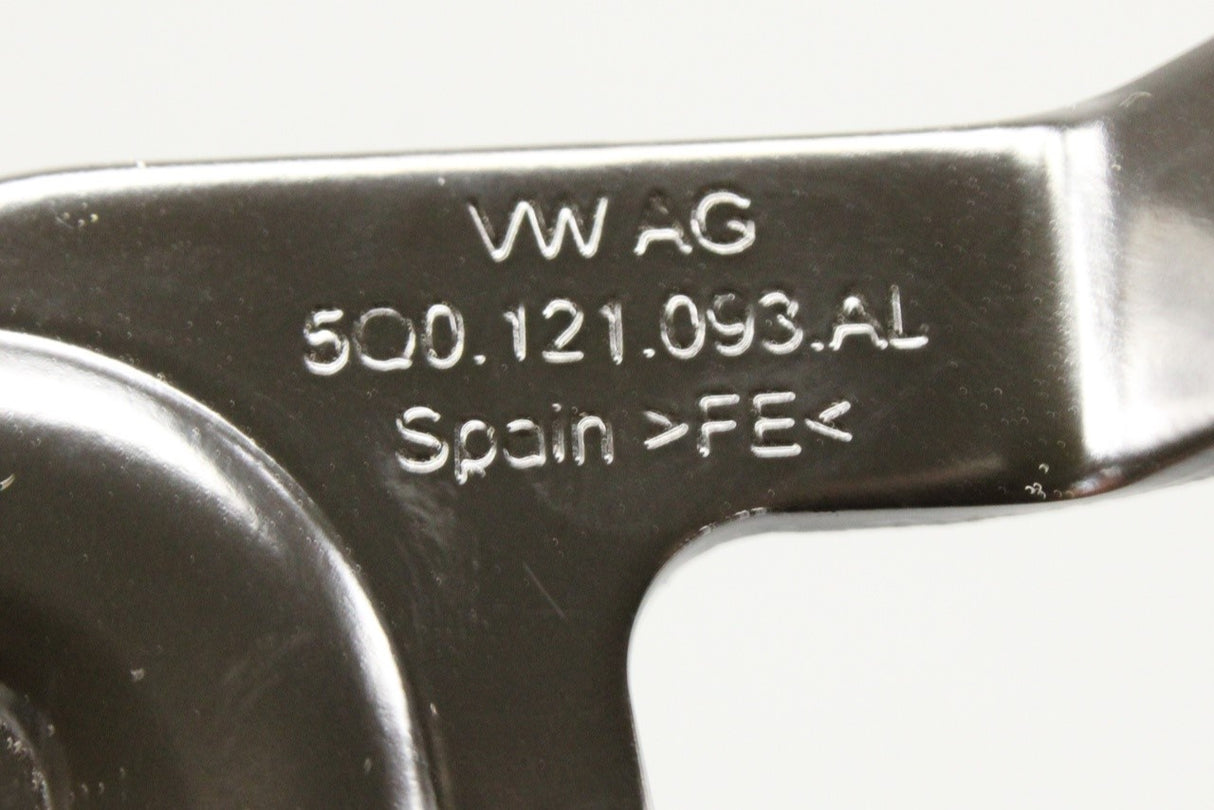 VW AG
5Q0.121.093.AL
Spain >FE<